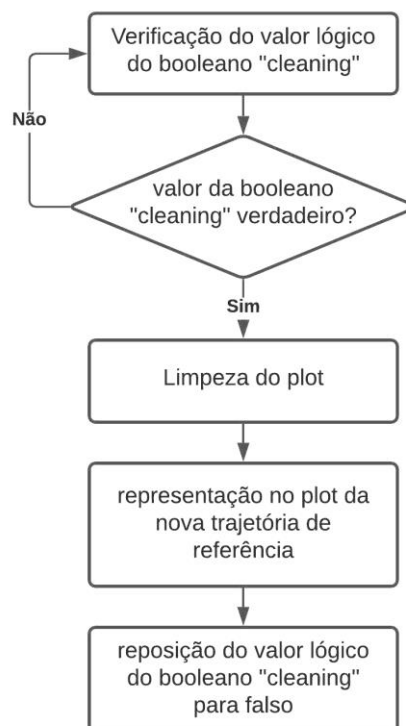 Verificação do valor lógico
do booleano "cleaning"
Não
valor da booleano
"cleaning" verdadeiro?
Sim
Limpeza do plot
representação no plot da
nova trajetória de
referência
reposição do valor lógico
do booleano "cleaning"
para falso